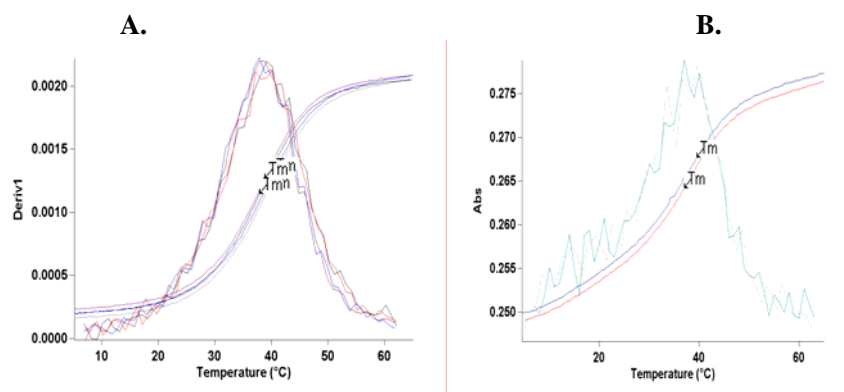 A.
B.
0.0020
0.0015
0.0010
0.0005
0.0000
Deriv1
Tm
Tm
10 20 30 40 50 60
Temperature (°C)
0.275
0.270
0.265
0.260
0.255
0.250
Abs
Tm
Tm
20 40 60
Temperature (°C)